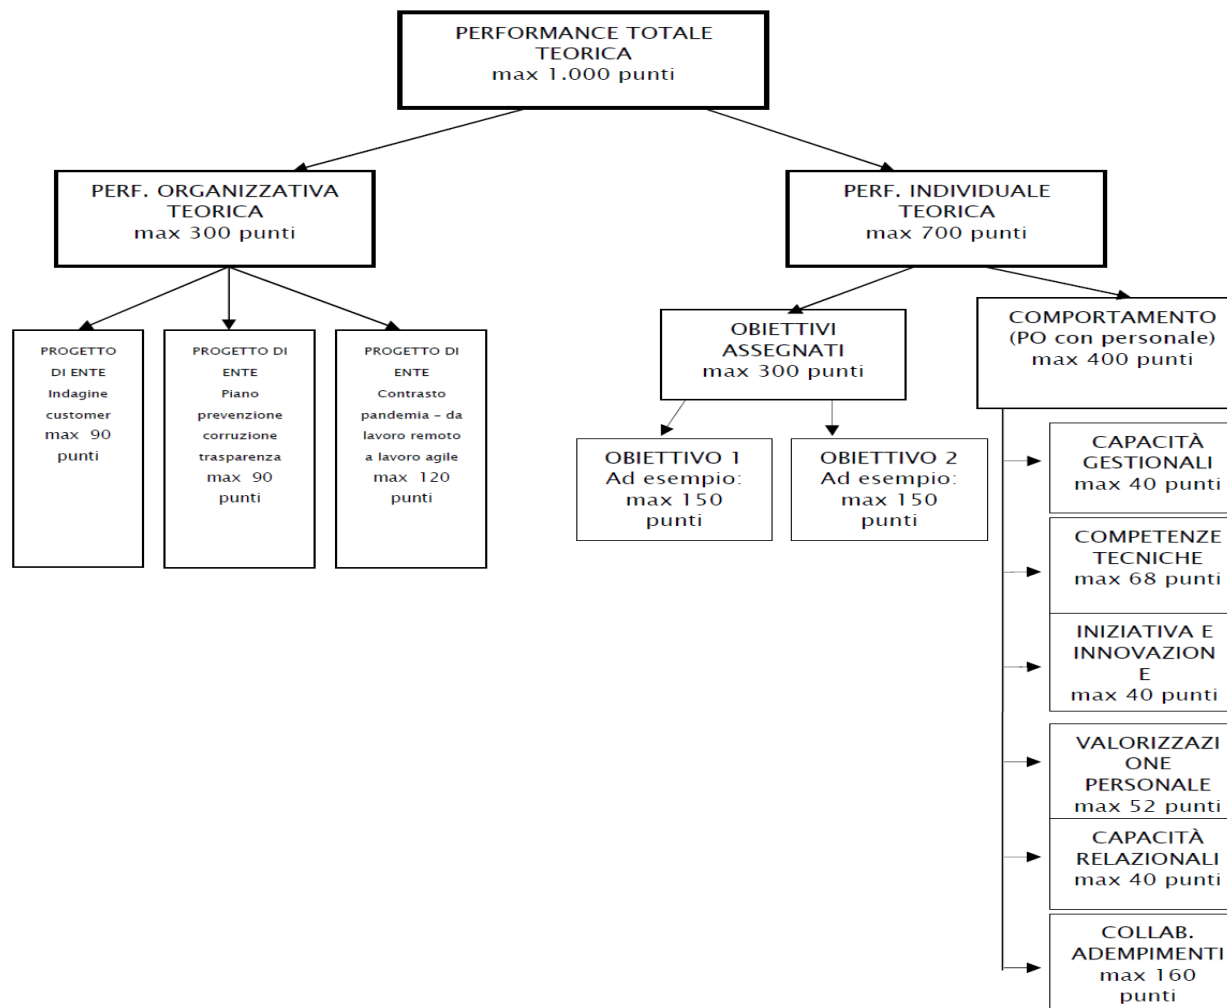 PERFORMANCE TOTALE
TEORICA
max 1.000 punti
PERF. ORGANIZZATIVA
TEORICA
max 300 punti
PERF. INDIVIDUALE
TEORICA
max 700 punti
PROGETTO
DI ENTE
Indagine
customer
max 90
punti
PROGETTO DI
ENTE
Piano
prevenzione
corruzione
trasparenza
max 90
punti
PROGETTO DI
ENTE
Contrasto
pandemia – da
lavoro remoto
a lavoro agile
max 120
punti
OBIETTIVI
ASSEGNATI
max 300 punti
COMPORTAMENTO
(PO con personale)
max 400 punti
OBIETTIVO 1
Ad esempio:
max 150
punti
OBIETTIVO 2
Ad esempio:
max 150
punti
CAPACITÀ
GESTIONALI
max 40 punti
COMPETENZE
TECNICHE
max 68 punti
INIZIATIVA E
INNOVAZION
E
max 40 punti
VALORIZZAZI
ONE
PERSONALE
max 52 punti
CAPACITÀ
RELAZIONALI
max 40 punti
COLLAB.
ADEMPIMENTI
max 160
punti